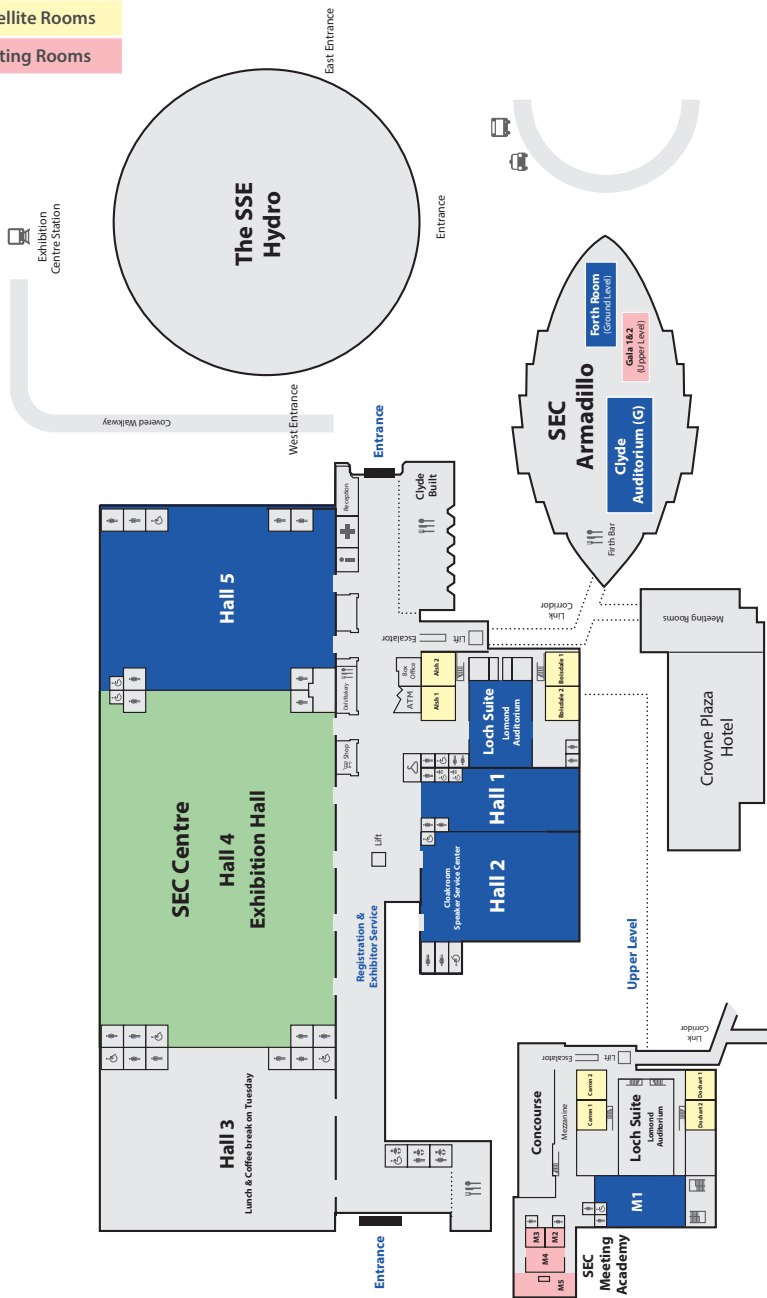 ellite Rooms
ting Rooms
East Entrance
Exhibition
Centre Station
The SSE
Hydro
Entrance
Covered Walkway
West Entrance
Forth Room
(Ground Level)
Gala 1&2
(Upper Level)
SEC
Armadillo
Clyde
Auditorium (G)
Firth Bar
Entrance
Reception
Clyde
Built
Hall 5
Link
Corridor
Meeting Rooms
Escalator
Lift
Box
Office
ATM
Alsh 2
Alsh 1
Deli/Bakery
Boisdale 1
Boisdale 2
Loch Suite
Lomond
Auditorium
Crowne Plaza
Hotel
Shop
SEC Centre
Hall 4
Exhibition Hall
Hall 1
Lift
Cloakroom
Speaker Service Center
Hall 2
Registration &
Exhibitor Service
Upper Level
Link
Corridor
Hall 3
Lunch & Coffee break on Tuesday
Escalator
Lift
Concourse
Mezzanine
Carron 2
Carron 1
Dochart 1
Dochart 2
Loch Suite
Lomond
Auditorium
M1
M3
M2
M4
M5
SEC
Meeting
Academy
Entrance